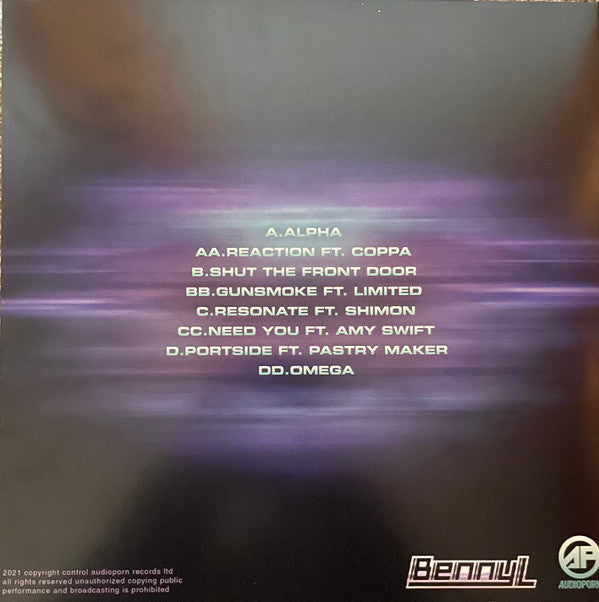 A.ALPHA
AA.REACTION FT. COPPA
B.SHUT THE FRONT DOOR
BB.GUNSMOKE FT. LIMITED
C.RESONATE FT. SHIMON
CC.NEED YOU FT. AMY SWIFT
D.PORTSIDE FT. PASTRY MAKER
DD.OMEGA
2021 copyright control audioporn records ltd
all rights reserved unauthorized copying public
performance and broadcasting is prohibited
Benny L
AP
AUDIOPORN